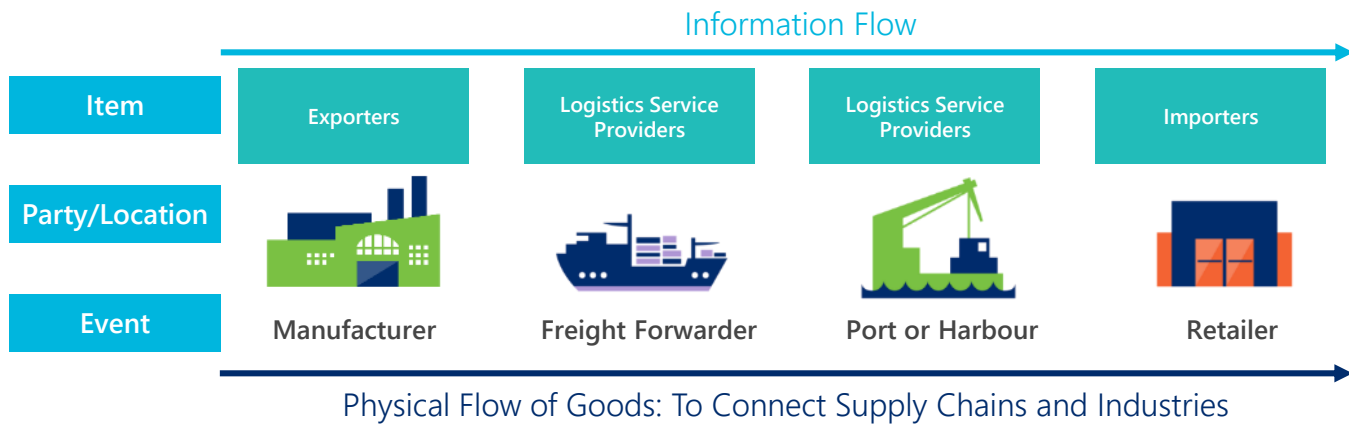 Information Flow
Item
Exporters
Logistics Service
Providers
Logistics Service
Providers
Importers
Party/Location
Event
Manufacturer
Freight Forwarder
Port or Harbour
Retailer
Physical Flow of Goods: To Connect Supply Chains and Industries